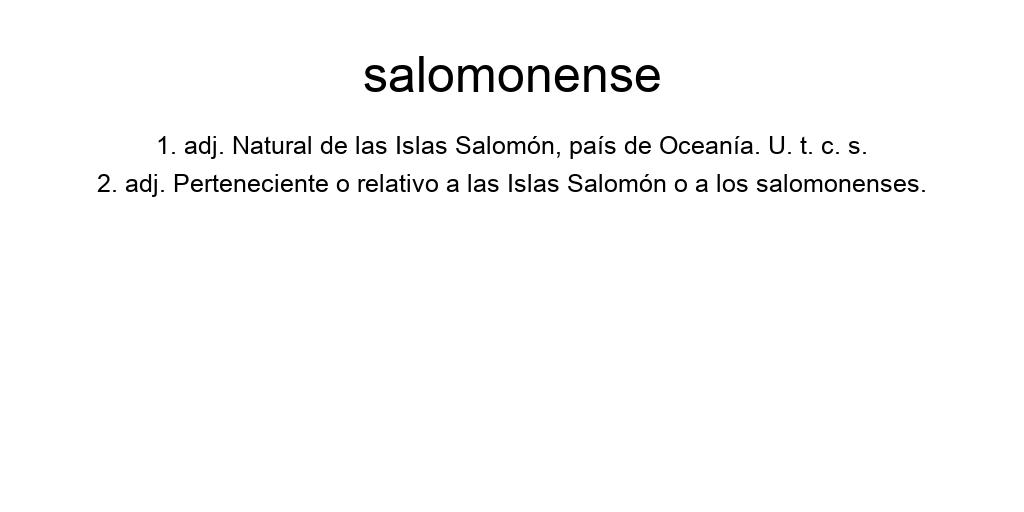 salomonense
1. adj. Natural de las Islas Salomón, país de Oceanía. U. t. c. s.
2. adj. Perteneciente o relativo a las Islas Salomón o a los salomonenses.